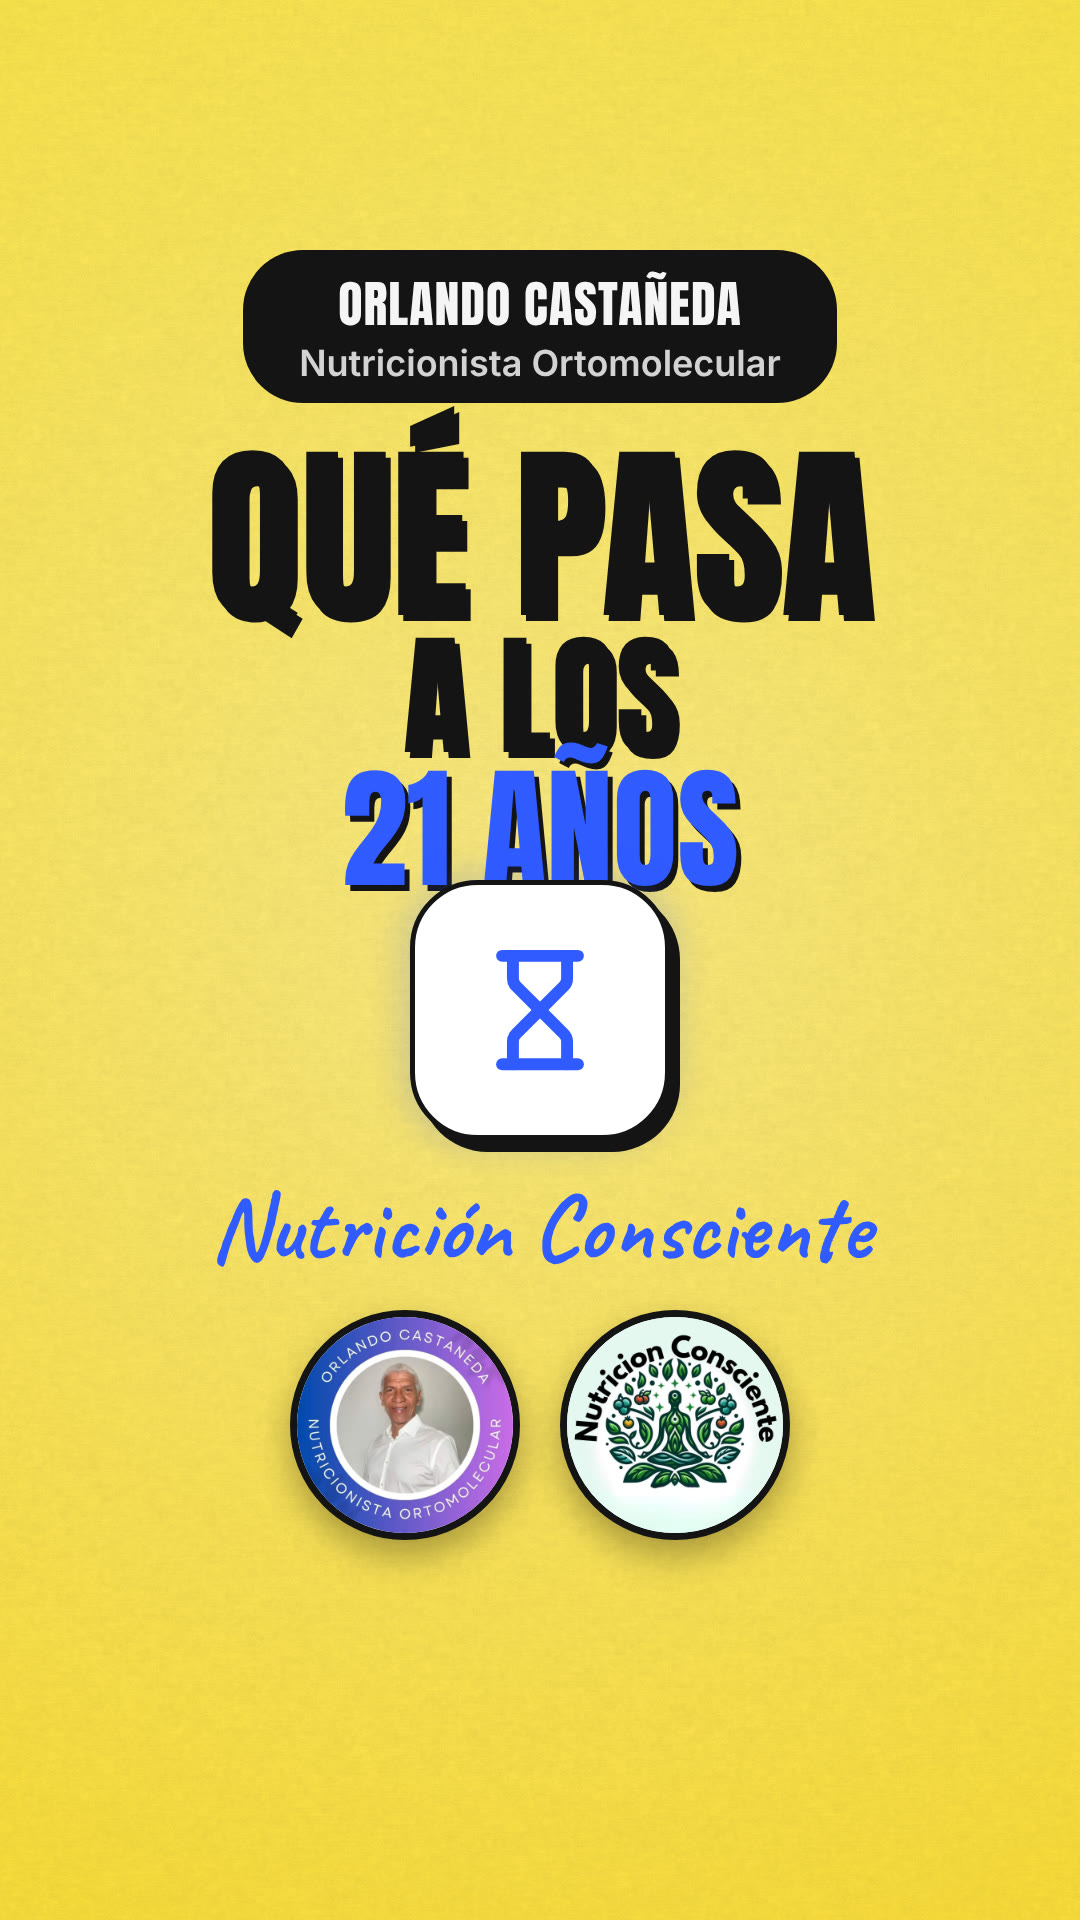 ORLANDO CASTAÑEDA
Nutricionista Ortomolecular
QUÉ PASA
A LOS
21 AÑOS
Nutrición Consciente
ORLANDO CASTAÑEDA
NUTRICIONISTA ORTOMOLECULAR
Nutricion Consciente